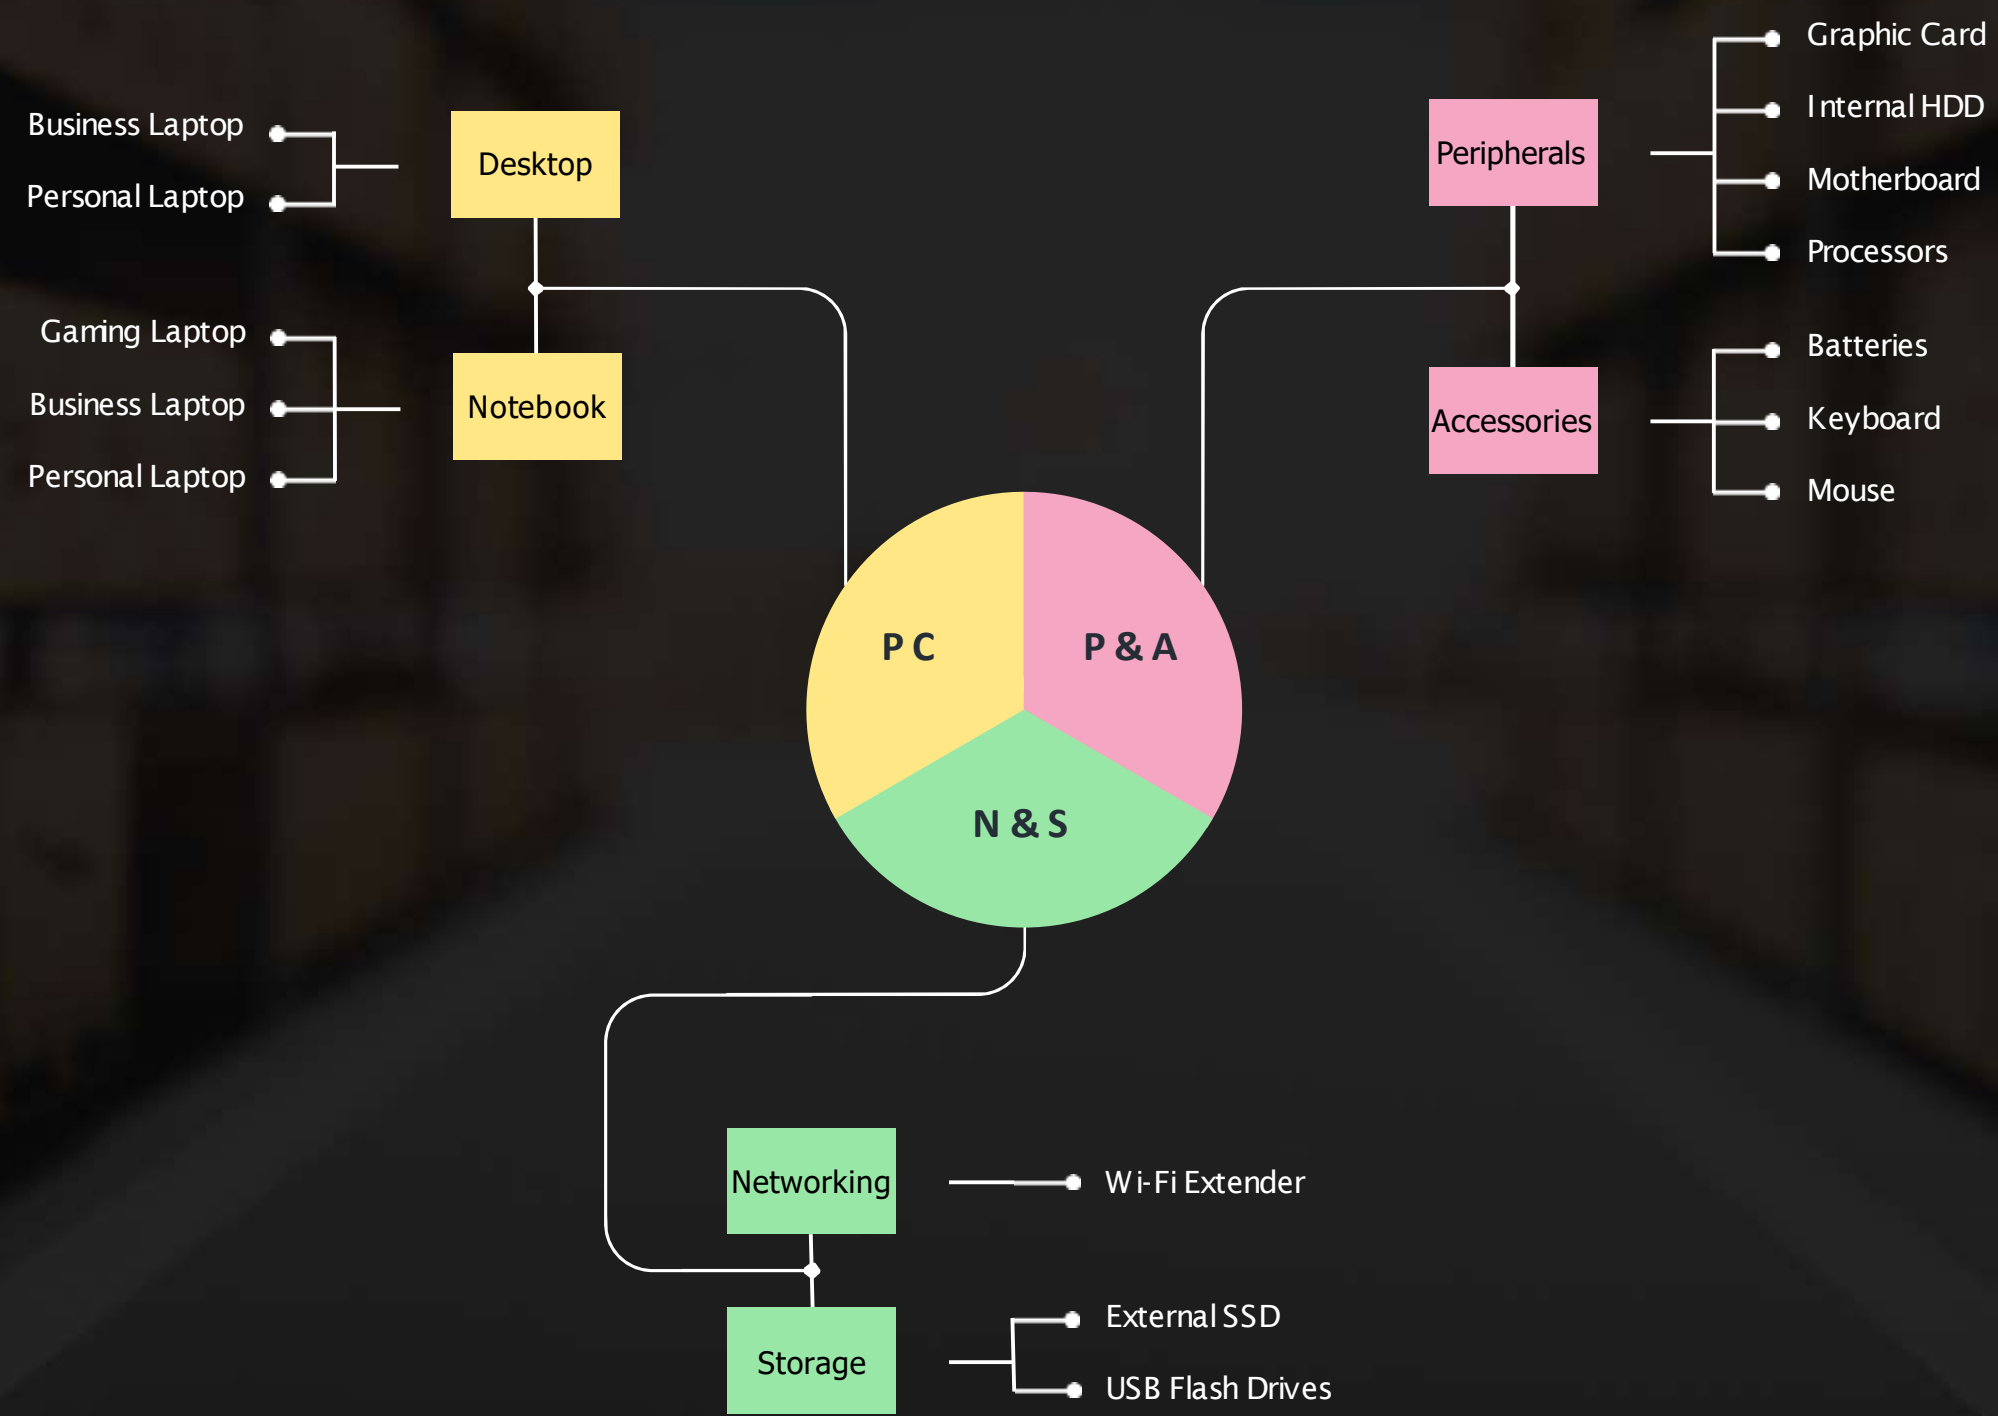 Business Laptop
Personal Laptop
Desktop
Gaming Laptop
Business Laptop
Personal Laptop
Notebook
Peripherals
Graphic Card
Internal HDD
Motherboard
Processors
Accessories
Batteries
Keyboard
Mouse
PC
P & A
N & S
Networking
Wi-Fi Extender
Storage
External SSD
USB Flash Drives